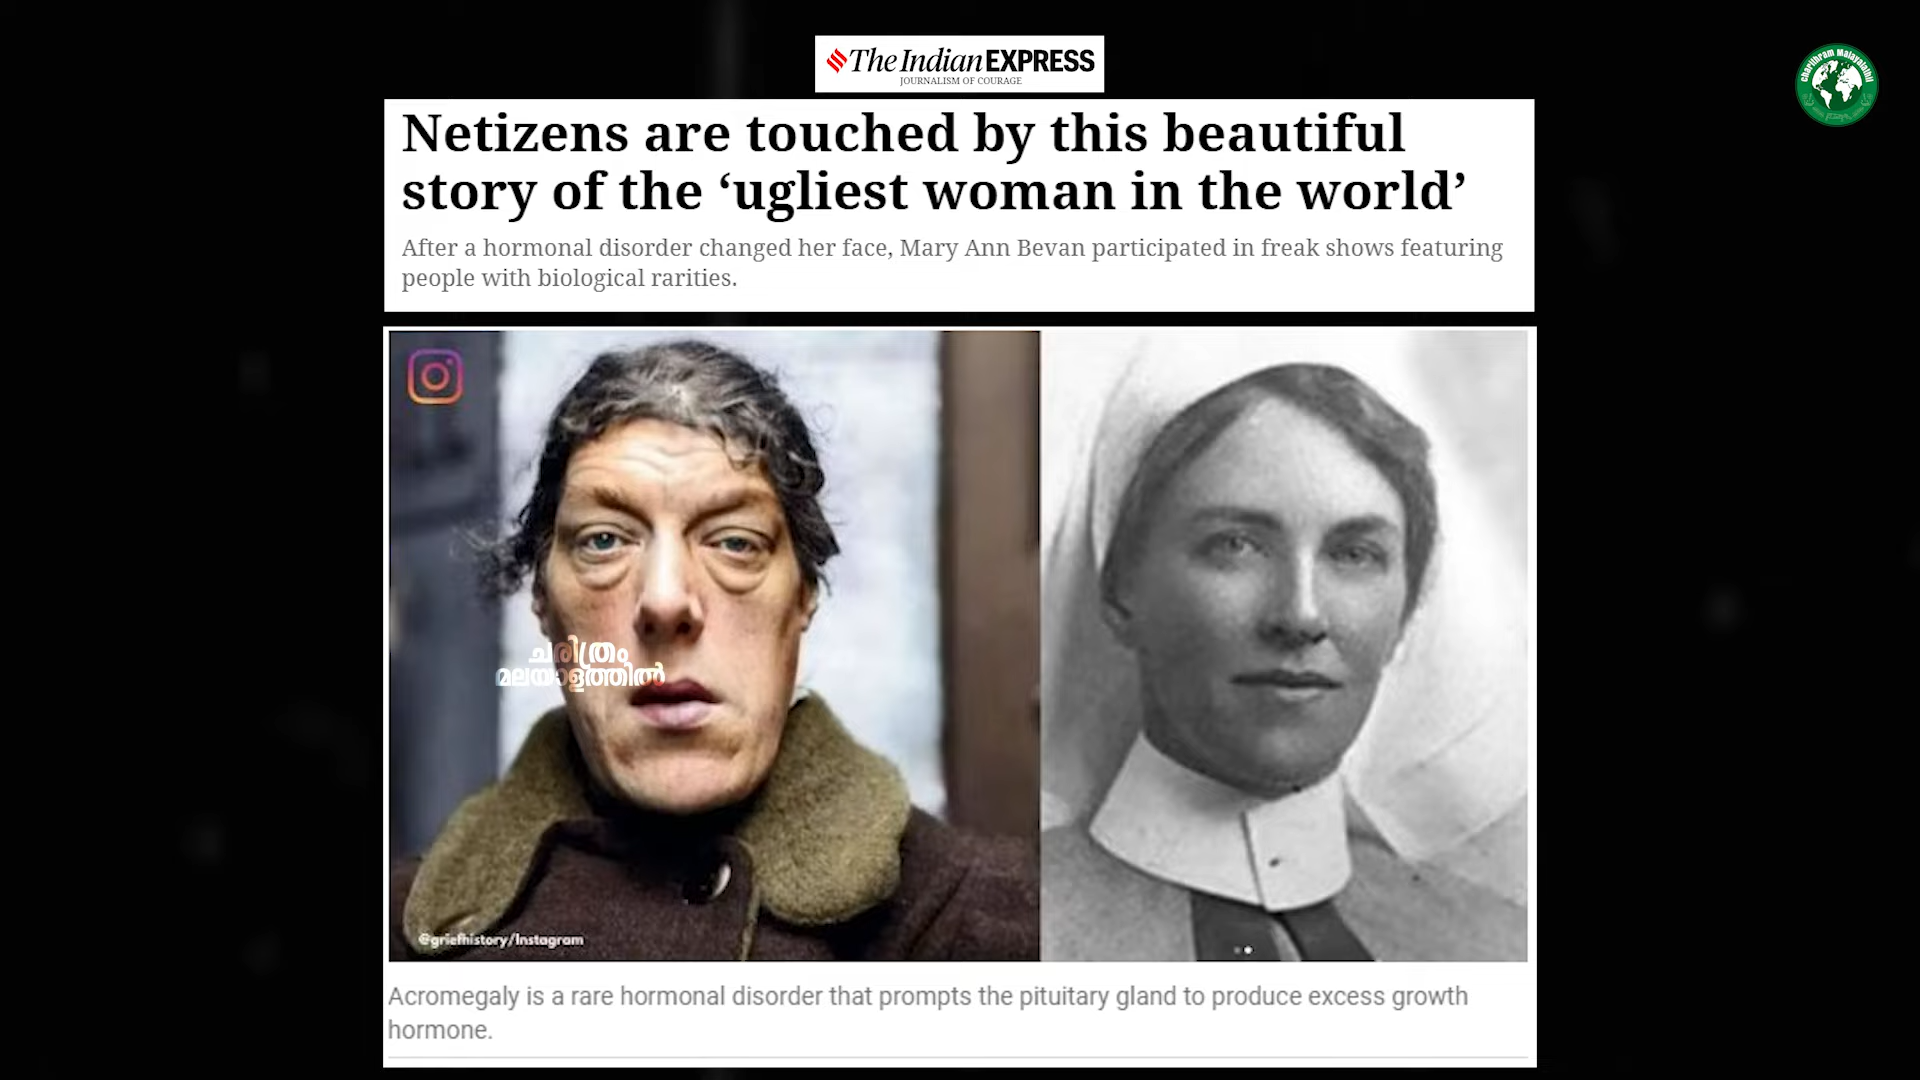 The Indian EXPRESS
JOURNALISM OF COURAGE
Charithram Malayalathil
Netizens are touched by this beautiful
story of the ‘ugliest woman in the world’
After a hormonal disorder changed her face, Mary Ann Bevan participated in freak shows featuring
people with biological rarities.
ചരിത്രം
മലയാളത്തിൽ
@griefhistory/Instagram
Acromegaly is a rare hormonal disorder that prompts the pituitary gland to produce excess growth
hormone.